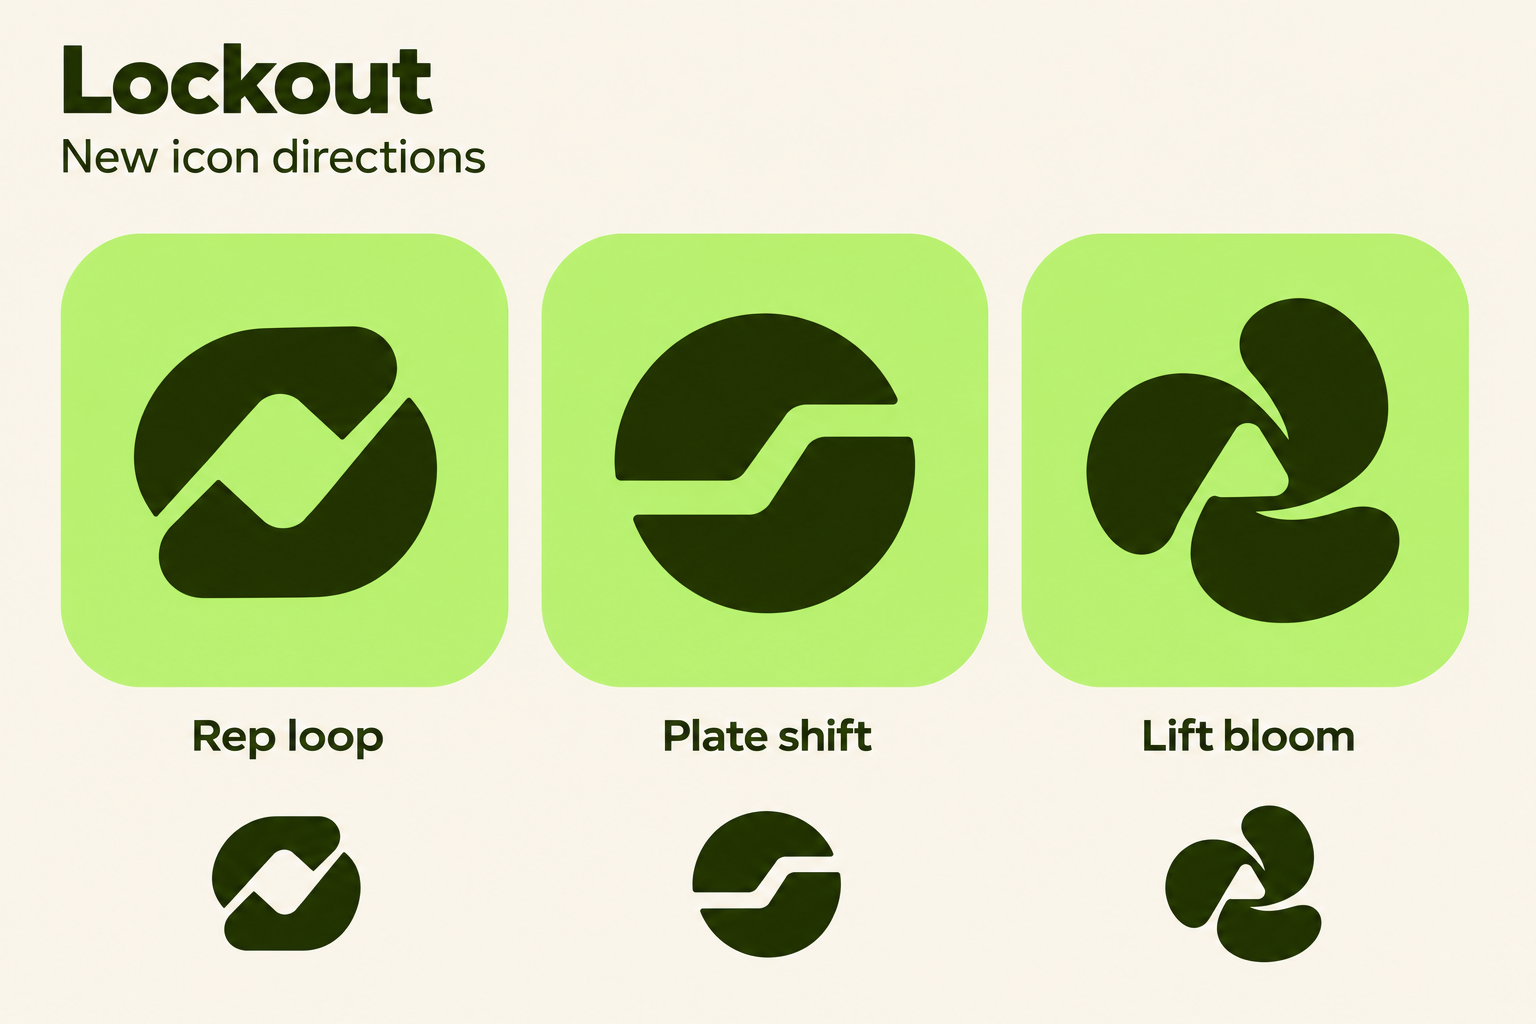 Lockout
New icon directions
Rep loop
Plate shift
Lift bloom